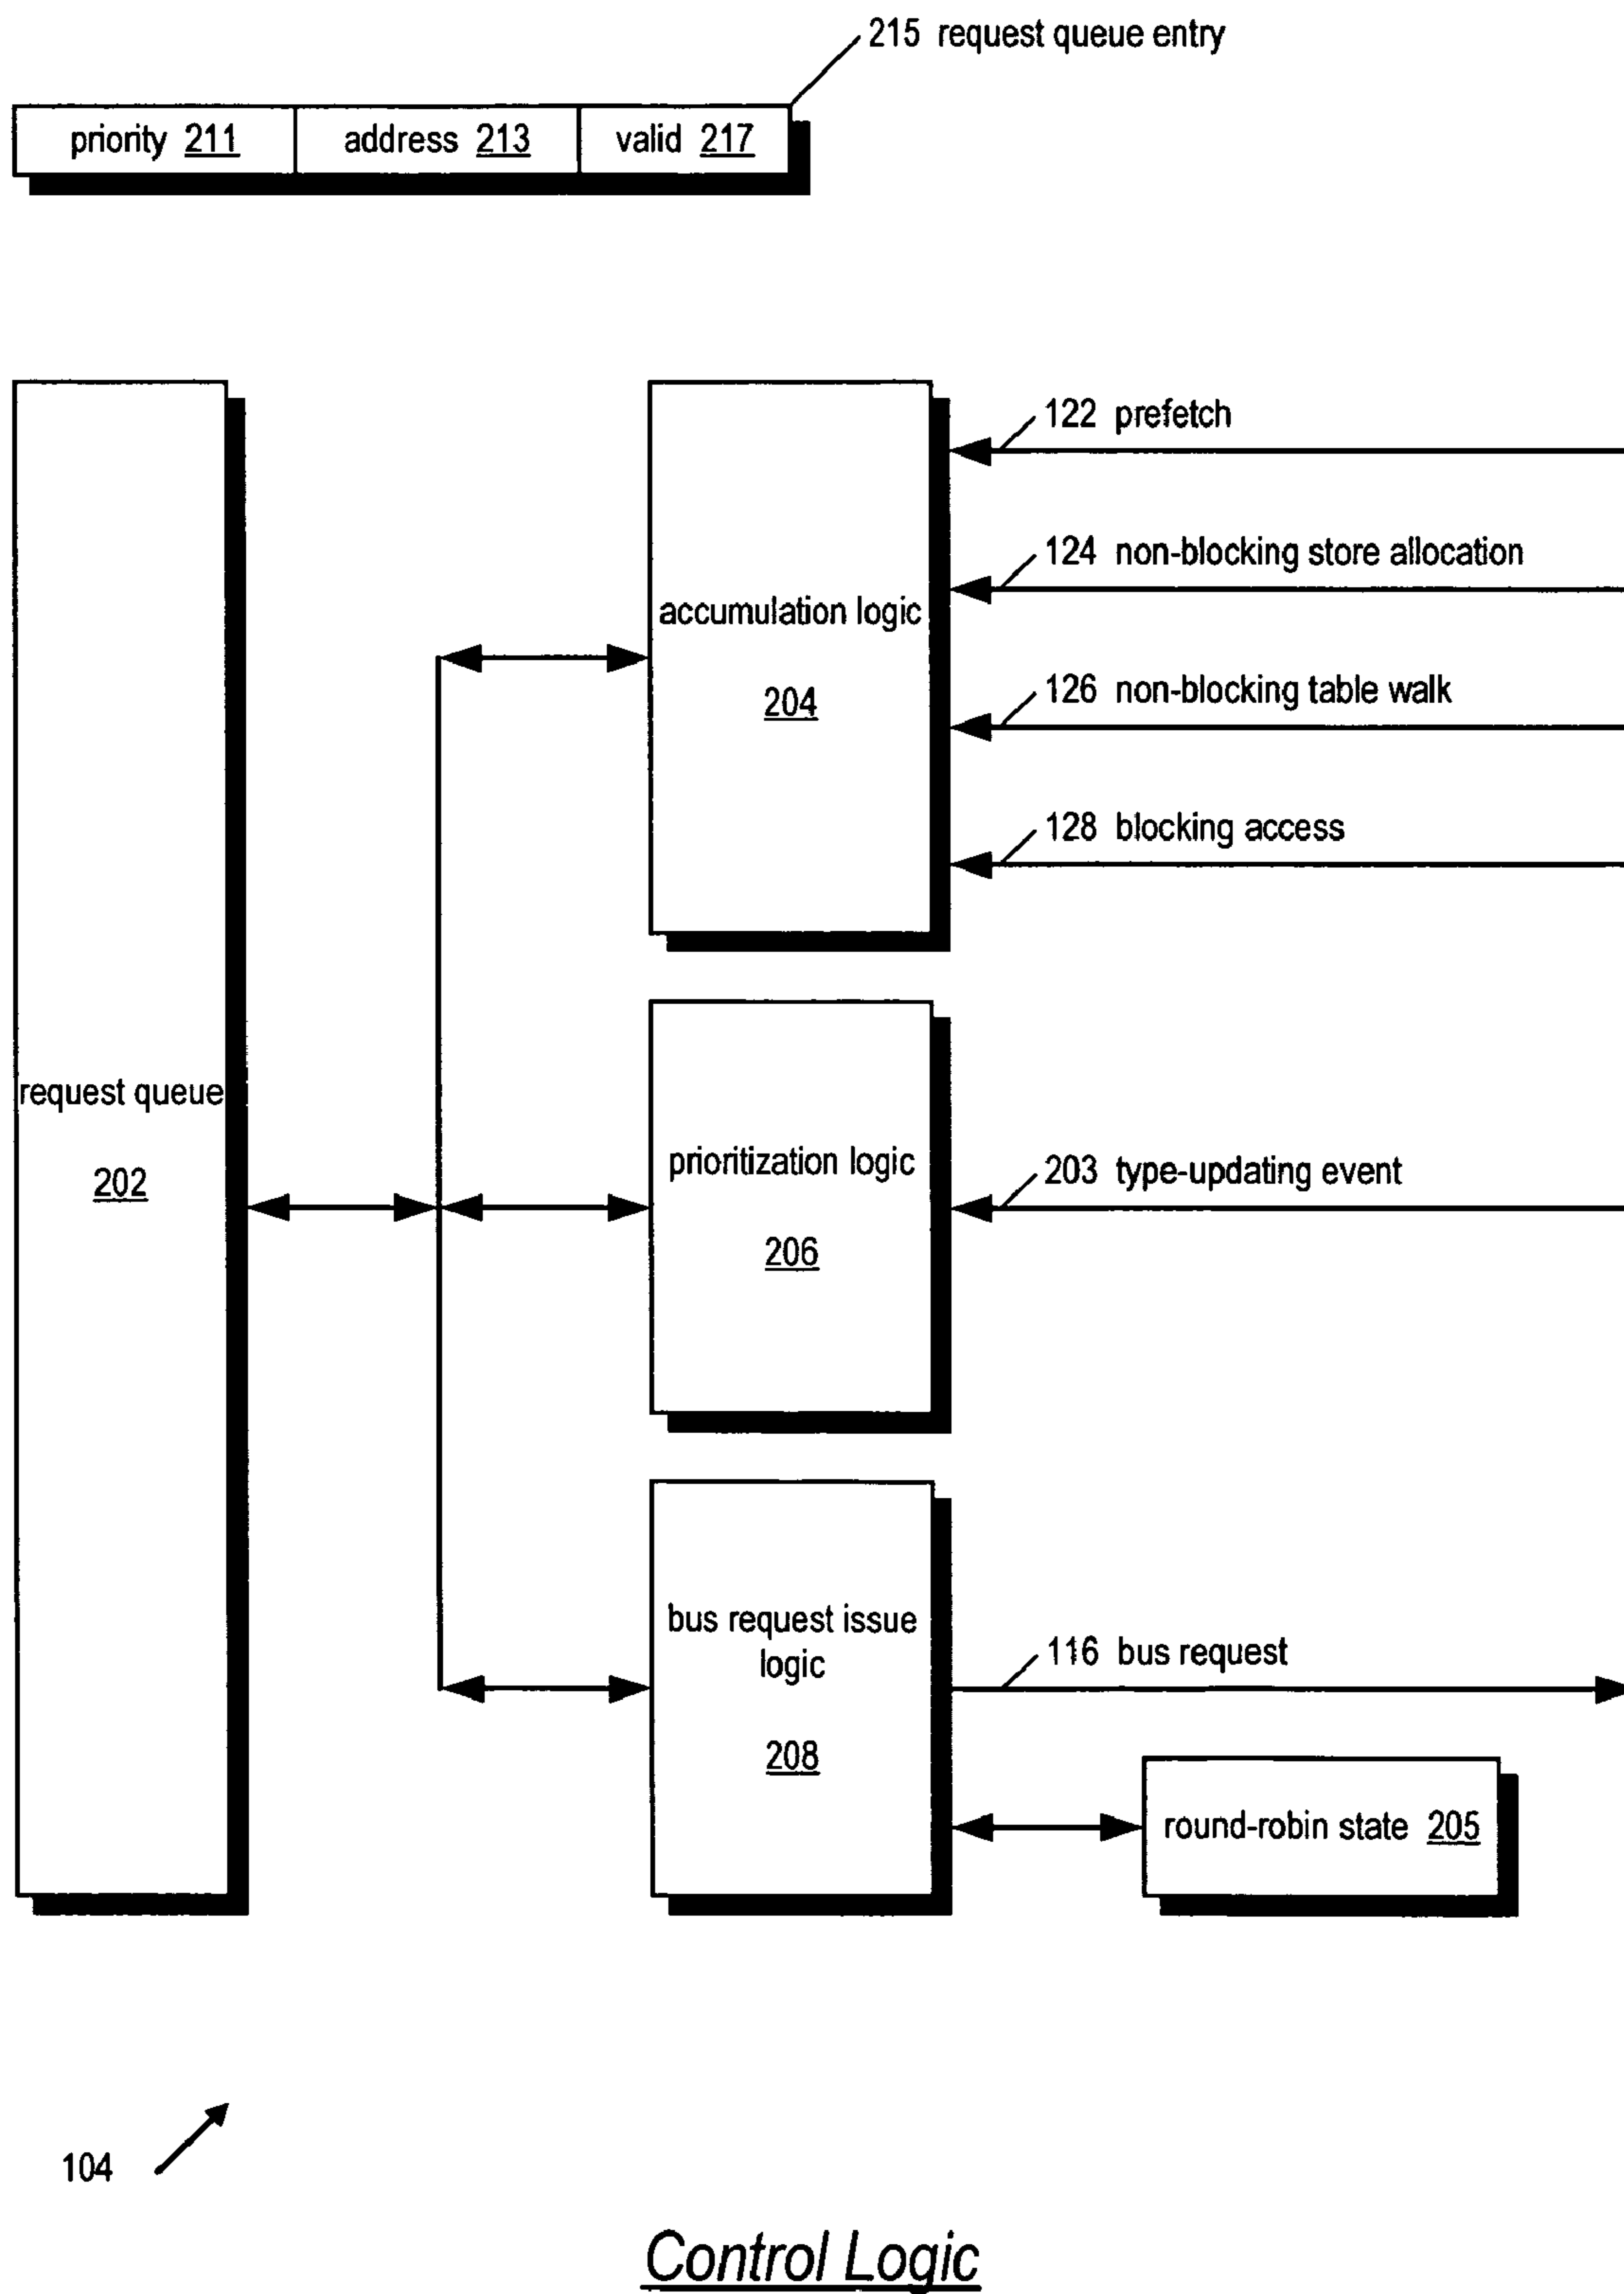 215 request queue entry
priority 211 address 213 valid 217
122 prefetch
124 non-blocking store allocation
accumulation logic
204
126 non-blocking table walk
128 blocking access
request queue
202
prioritization logic
206
203 type-updating event
bus request issue
logic
208
116 bus request
round-robin state 205
104
Control Logic